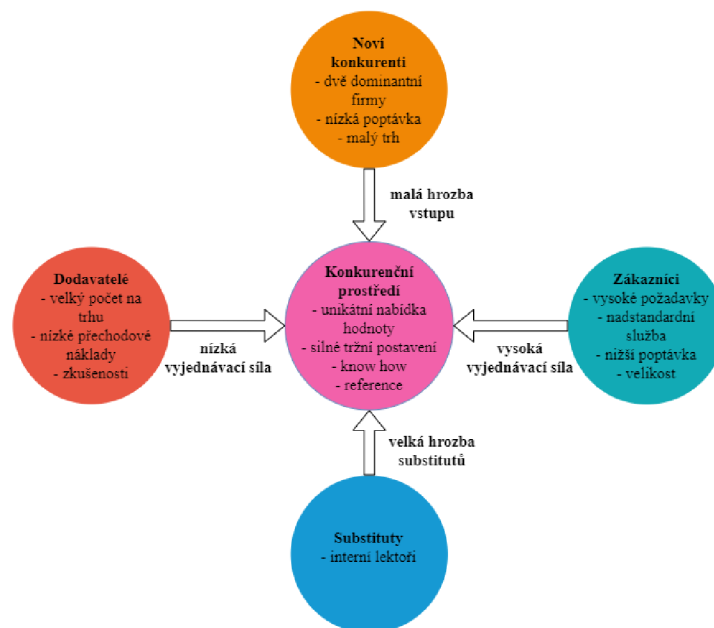 Noví
konkurenti
- dvě dominantní
firmy
- nízká poptávka
- malý trh
malá hrozba
vstupu
Dodavatelé
- velký počet na
trhu
- nízké přechodové
náklady
- zkušenosti
nízká
vyjednávací síla
Konkurenční
prostředí
- unikátní nabídka
hodnoty
- silné tržní postavení
- know how
- reference
vysoká
vyjednávací síla
Zákazníci
- vysoké požadavky
- nadstandardní
služba
- nižší poptávka
- velikost
velká hrozba
substitutů
Substituty
- interní lektoři